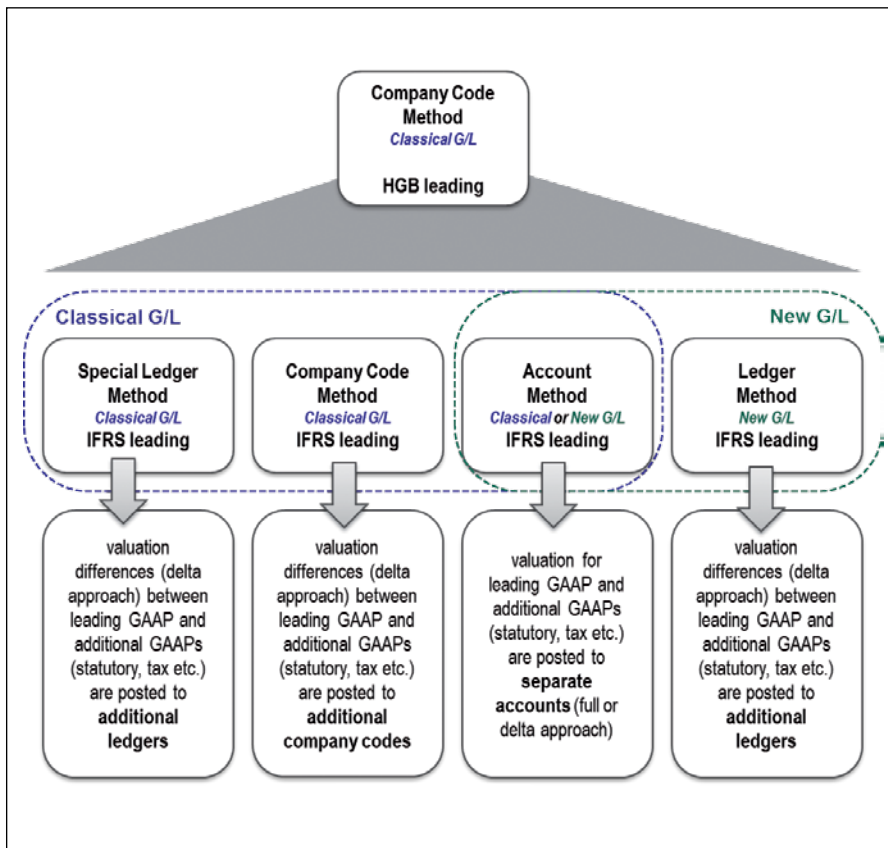 Company Code
Method
Classical G/L
HGB leading
Classical G/L
New G/L
Special Ledger
Method
Classical G/L
IFRS leading
Company Code
Method
Classical G/L
IFRS leading
Account
Method
Classical or New G/L
IFRS leading
Ledger
Method
New G/L
IFRS leading
valuation
differences (delta
approach) between
leading GAAP and
additional GAAPs
(statutory, tax etc.)
are posted to
additional
ledgers
valuation
differences (delta
approach) between
leading GAAP and
additional GAAPs
(statutory, tax etc.)
are posted to
additional
company codes
valuation for
leading GAAP and
additional GAAPs
(statutory, tax etc.)
are posted to
separate
accounts (full or
delta approach)
valuation
differences (delta
approach) between
leading GAAP and
additional GAAPs
(statutory, tax etc.)
are posted to
additional
ledgers